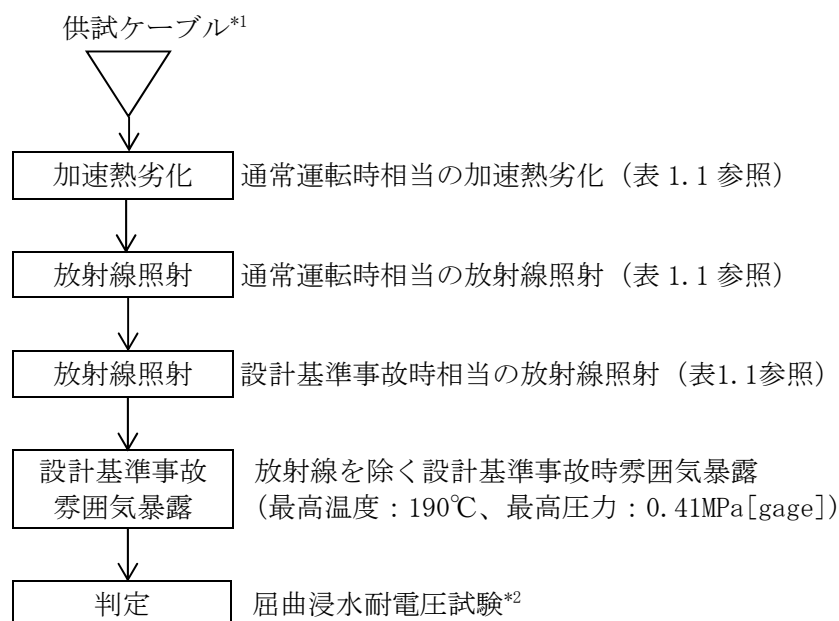 供試ケーブル*1
加速熱劣化 通常運転時相当の加速熱劣化（表 1.1 参照）
放射線照射 通常運転時相当の放射線照射（表 1.1 参照）
放射線照射 設計基準事故時相当の放射線照射（表1.1参照）
設計基準事故 放射線を除く設計基準事故時雰囲気暴露
雰囲気暴露 （最高温度：190℃、最高圧力：0.41MPa[gage]）
判定 屈曲浸水耐電圧試験*2